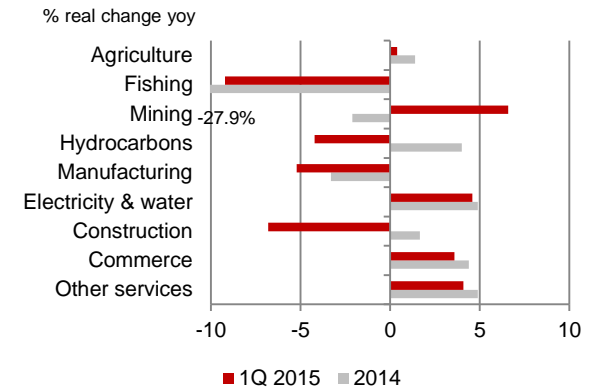 % real change yoy
Agriculture
Fishing
Mining -27.9%
Hydrocarbons
Manufacturing
Electricity & water
Construction
Commerce
Other services
-10 -5 0 5 10
1Q 2015 2014